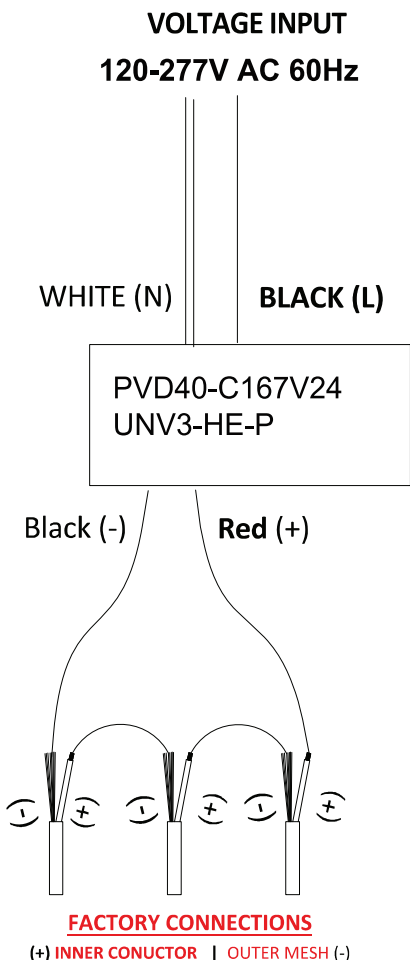 VOLTAGE INPUT
120-277V AC 60Hz
WHITE (N) BLACK (L)
PVD40-C167V24
UNV3-HE-P
Black (-) Red (+)
(-) (+) (-) (+) (-) (+)
FACTORY CONNECTIONS
(+) INNER CONUCTOR | OUTER MESH (-)